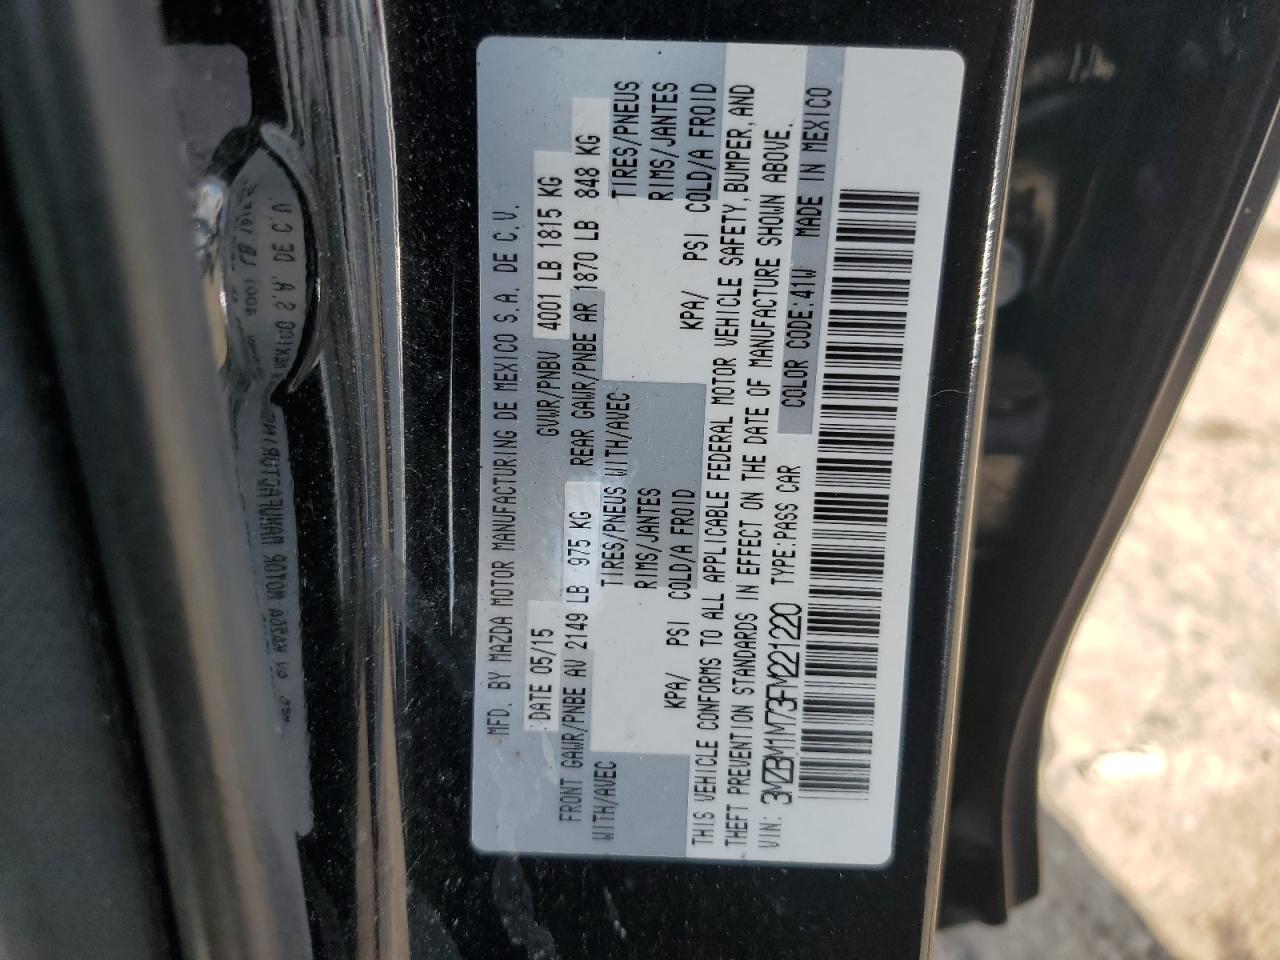 MFD. BY MAZDA MOTOR MANUFACTURING DE MEXICO S.A. DE C.V.
DATE 05/15 GVWR/PNBV 4001 LB 1815 KG
FRONT GAWR/PNBE AV 2149 LB 975 KG REAR GAWR/PNBE AR 1870 LB 848 KG
WITH/AVEC TIRES/PNEUS WITH/AVEC TIRES/PNEUS
RIMS/JANTES RIMS/JANTES
KPA/ PSI COLD/A FROID KPA/ PSI COLD/A FROID
THIS VEHICLE CONFORMS TO ALL APPLICABLE FEDERAL MOTOR VEHICLE SAFETY, BUMPER, AND
THEFT PREVENTION STANDARDS IN EFFECT ON THE DATE OF MANUFACTURE SHOWN ABOVE.
VIN: 3MZBM1M73FM221220 TYPE:PASS CAR COLOR CODE:41W MADE IN MEXICO